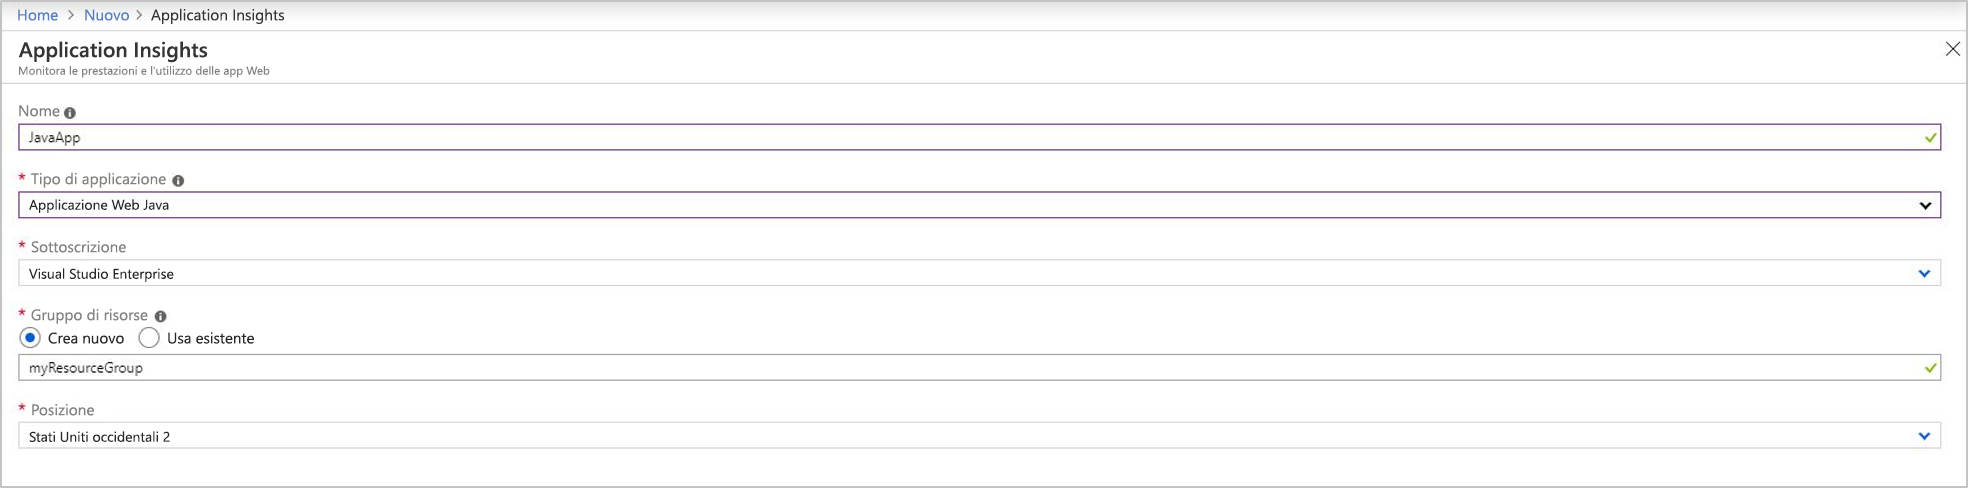 Home > Nuovo > Application Insights
Application Insights
Monitora le prestazioni e l'utilizzo delle app Web
Nome
JavaApp
* Tipo di applicazione
Applicazione Web Java
* Sottoscrizione
Visual Studio Enterprise
* Gruppo di risorse
Crea nuovo Usa esistente
myResourceGroup
* Posizione
Stati Uniti occidentali 2